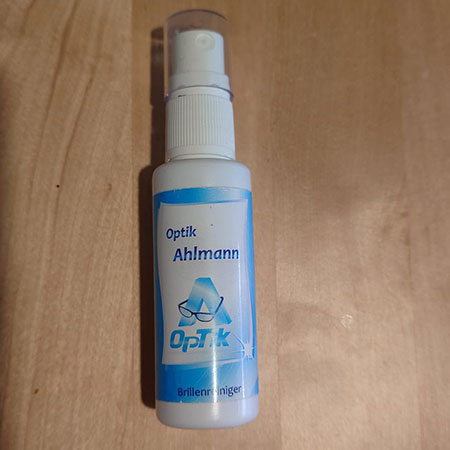 Optik
Ahlmann
A
OPTik
Brillenreiniger